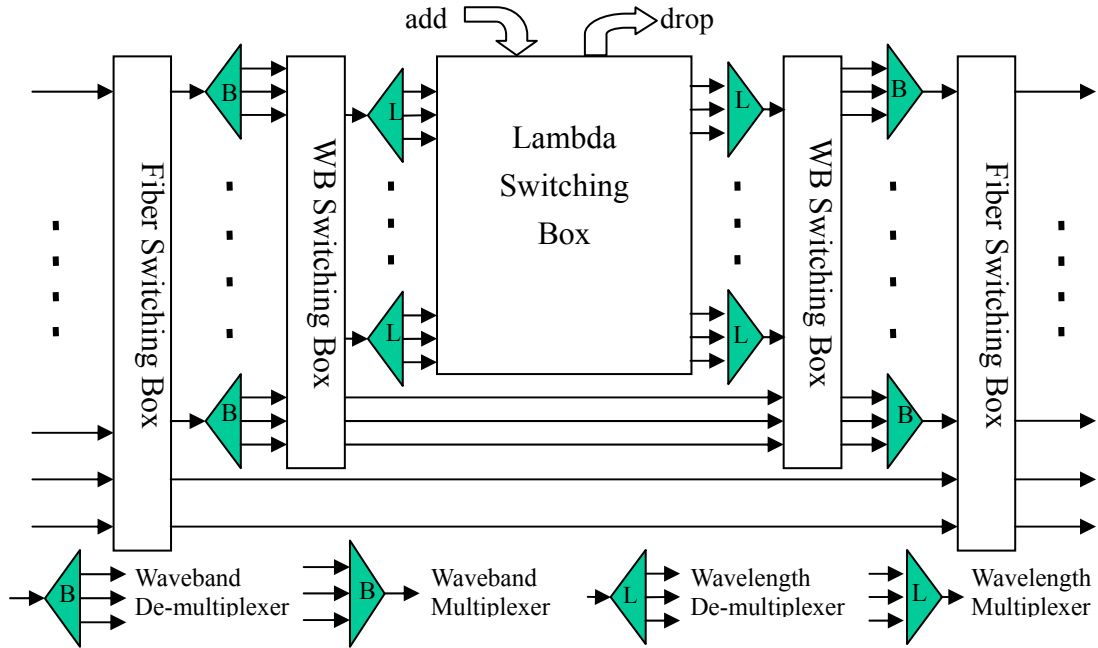 add
drop
B
L
L
B
Fiber Switching Box
WB Switching Box
Lambda
Switching
Box
WB Switching Box
Fiber Switching Box
L
L
B
B
B
Waveband
De-multiplexer
B
Waveband
Multiplexer
L
Wavelength
De-multiplexer
L
Wavelength
Multiplexer